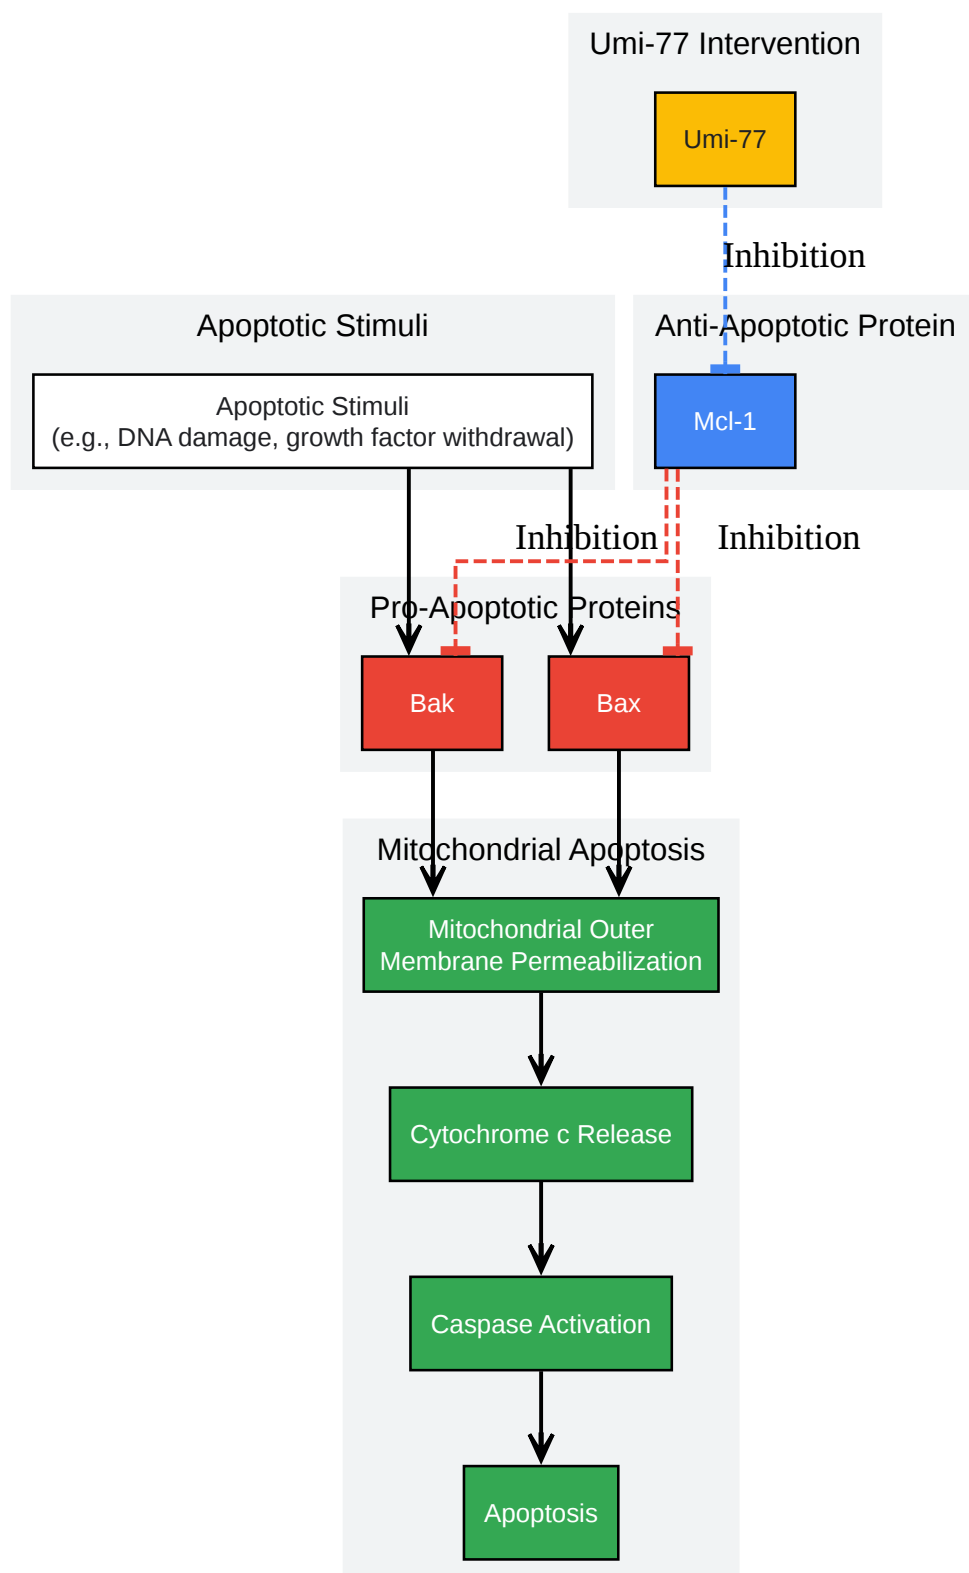 Umi-77 Intervention
Umi-77
Inhibition
Apoptotic Stimuli
Anti-Apoptotic Protein
Apoptotic Stimuli
(e.g., DNA damage, growth factor withdrawal)
Mcl-1
Inhibition
Inhibition
Pro-Apoptotic Proteins
Bak
Bax
Mitochondrial Apoptosis
Mitochondrial Outer
Membrane Permeabilization
Cytochrome c Release
Caspase Activation
Apoptosis